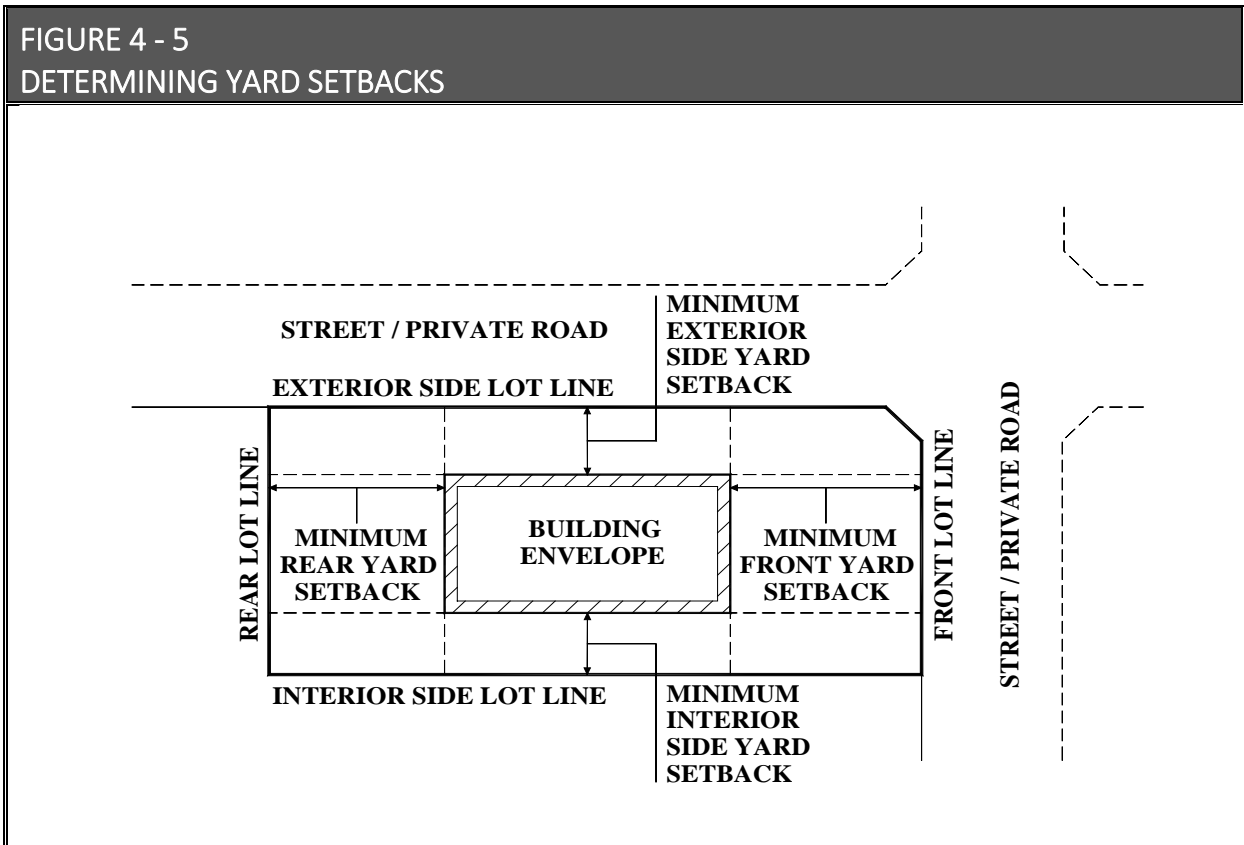 FIGURE 4 - 5
DETERMINING YARD SETBACKS
STREET / PRIVATE ROAD
MINIMUM
EXTERIOR
SIDE YARD
SETBACK
EXTERIOR SIDE LOT LINE
REAR LOT LINE
MINIMUM
REAR YARD
SETBACK
BUILDING
ENVELOPE
MINIMUM
FRONT YARD
SETBACK
FRONT LOT LINE
STREET / PRIVATE ROAD
INTERIOR SIDE LOT LINE
MINIMUM
INTERIOR
SIDE YARD
SETBACK